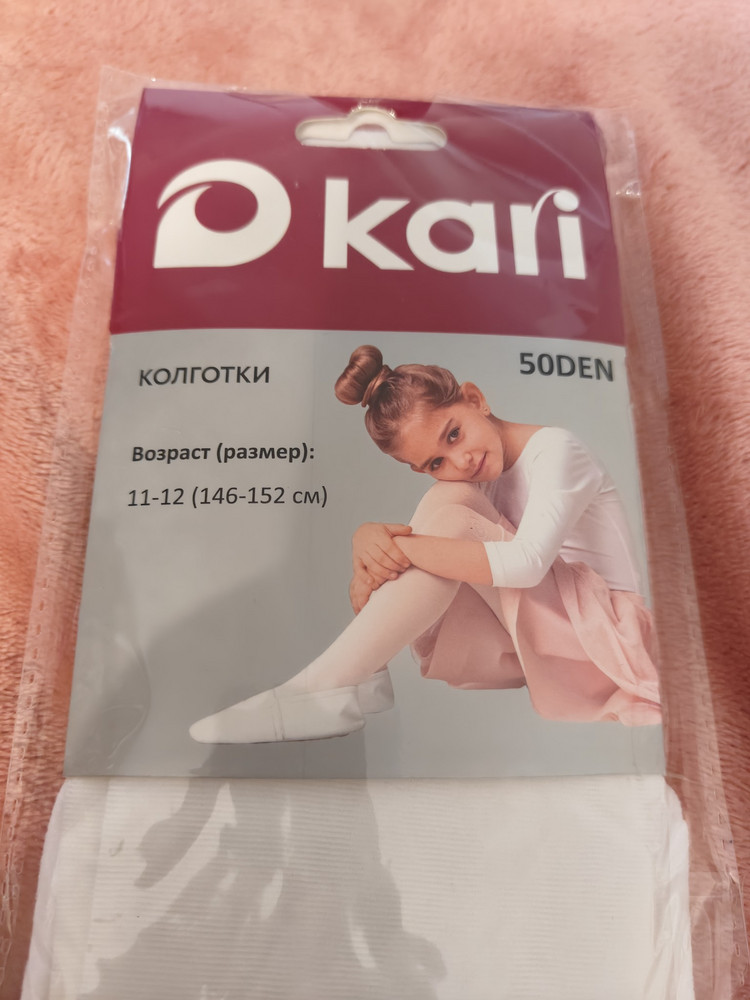 kari
КОЛГОТКИ
50DEN
Возраст (размер):
11-12 (146-152 см)